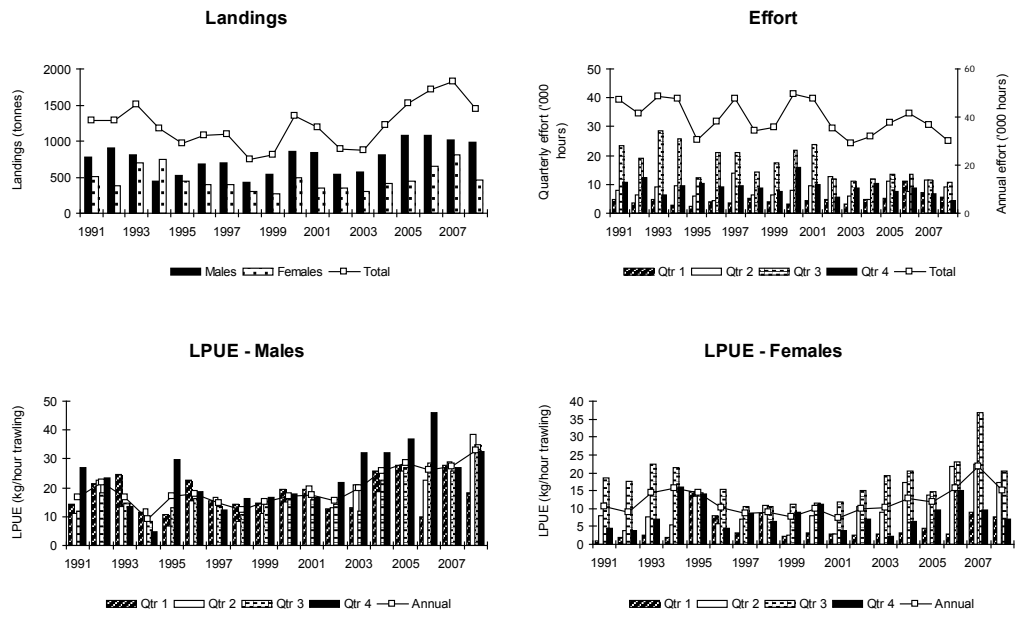 Landings
Landings (tonnes)
2000
1500
1000
500
0
1991 1993 1995 1997 1999 2001 2003 2005 2007
Males Females Total
Effort
Quarterly effort ('000
hours)
50
40
30
20
10
0
Annual effort ('000 hours)
60
40
20
0
1991 1993 1995 1997 1999 2001 2003 2005 2007
Qtr 1 Qtr 2 Qtr 3 Qtr 4 Total
LPUE - Males
LPUE (kg/hour trawling)
50
40
30
20
10
0
1991 1993 1995 1997 1999 2001 2003 2005 2007
Qtr 1 Qtr 2 Qtr 3 Qtr 4 Annual
LPUE - Females
LPUE (kg/hour trawling)
40
35
30
25
20
15
10
5
0
1991 1993 1995 1997 1999 2001 2003 2005 2007
Qtr 1 Qtr 2 Qtr 3 Qtr 4 Annual